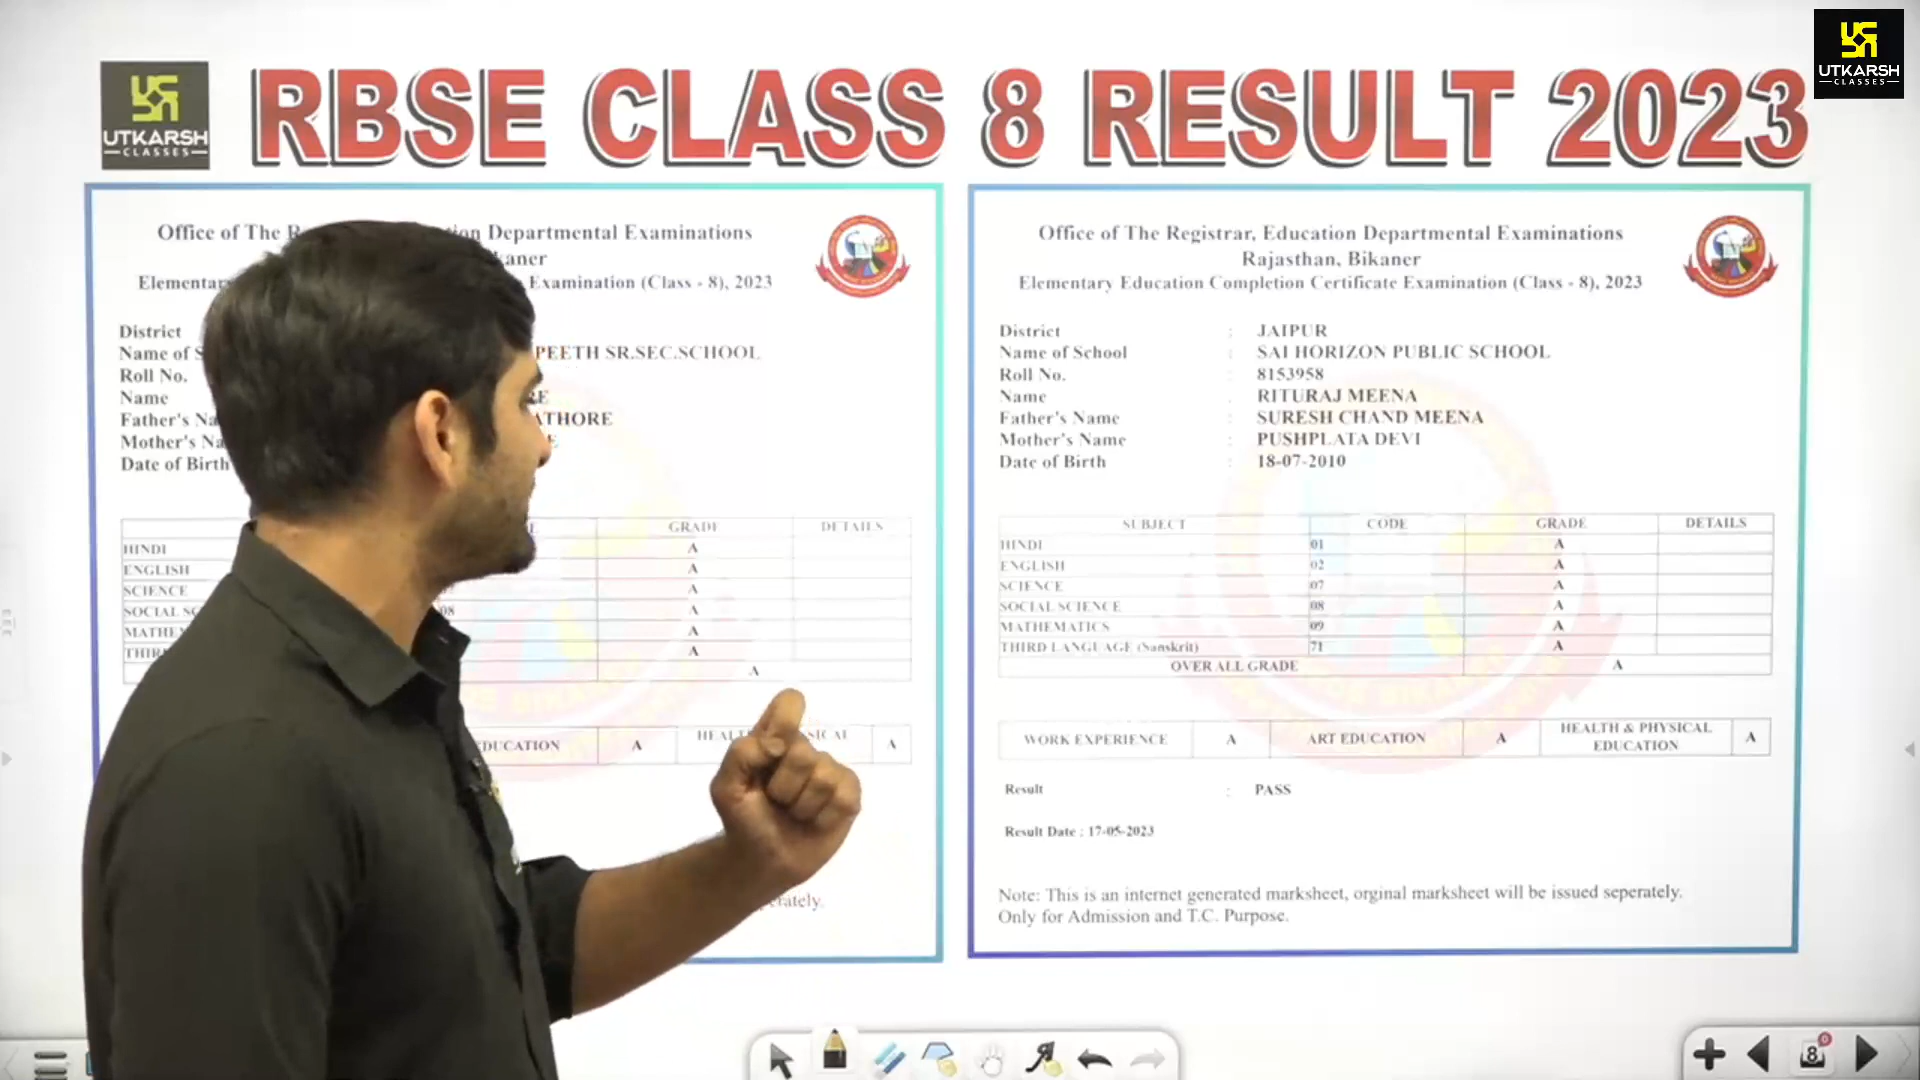 UTKARSH
CLASSES
UTKARSH
CLASSES
RBSE CLASS 8 RESULT 2023
Office of The Departmental Examinations
Examination (Class - 8), 2023
District
Name of SR.SEC.SCHOOL
Roll No.
Name
Father's
Mother's
Date of Birth
GRADE DETAILS
HINDI A
ENGLISH A
SCIENCE A
SOCIAL 08 A
A
A
A
A A
Office of The Registrar, Education Departmental Examinations
Rajasthan, Bikaner
Elementary Education Completion Certificate Examination (Class - 8), 2023
District : JAIPUR
Name of School : SAI HORIZON PUBLIC SCHOOL
Roll No. : 8153958
Name : RITURAJ MEENA
Father's Name : SURESH CHAND MEENA
Mother's Name : PUSHPLATA DEVI
Date of Birth : 18-07-2010
SUBJECT CODE GRADE DETAILS
HINDI 01 A
ENGLISH 02 A
SCIENCE 07 A
SOCIAL SCIENCE 08 A
MATHEMATICS 09 A
THIRD LANGUAGE (Sanskrit) 71 A
OVER ALL GRADE A
WORK EXPERIENCE A ART EDUCATION A HEALTH & PHYSICAL EDUCATION A
Result : PASS
Result Date : 17-05-2023
Note: This is an internet generated marksheet, orginal marksheet will be issued seperately.
Only for Admission and T.C. Purpose.
8
0